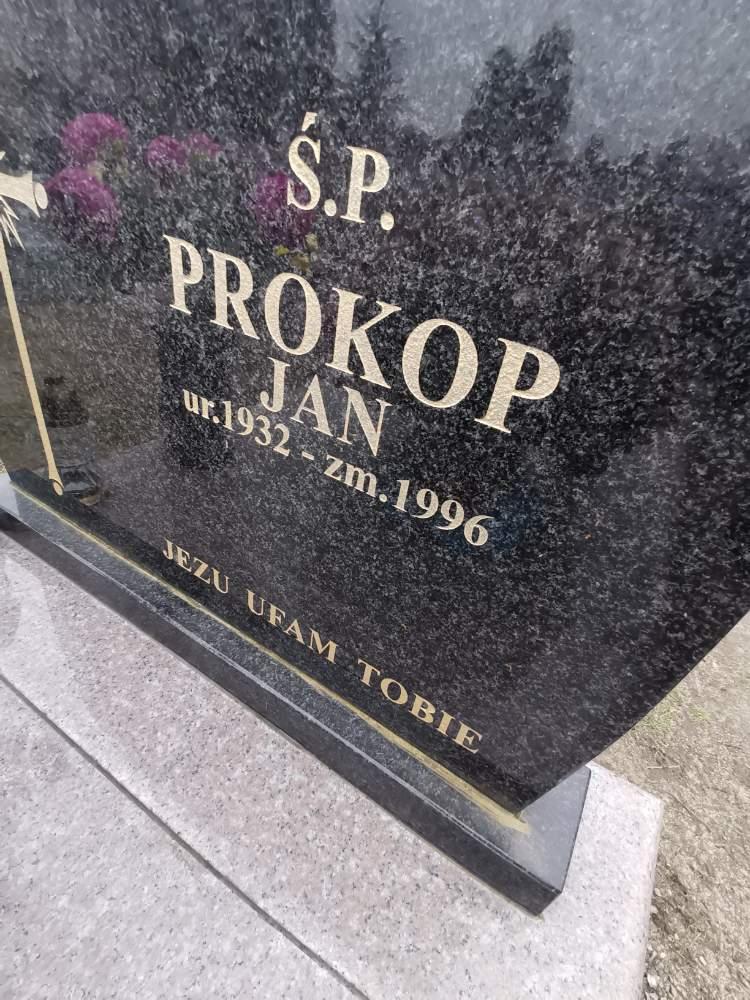 Ś.P.
PROKOP
JAN
ur.1932 - zm.1996
JEZU UFAM TOBIE